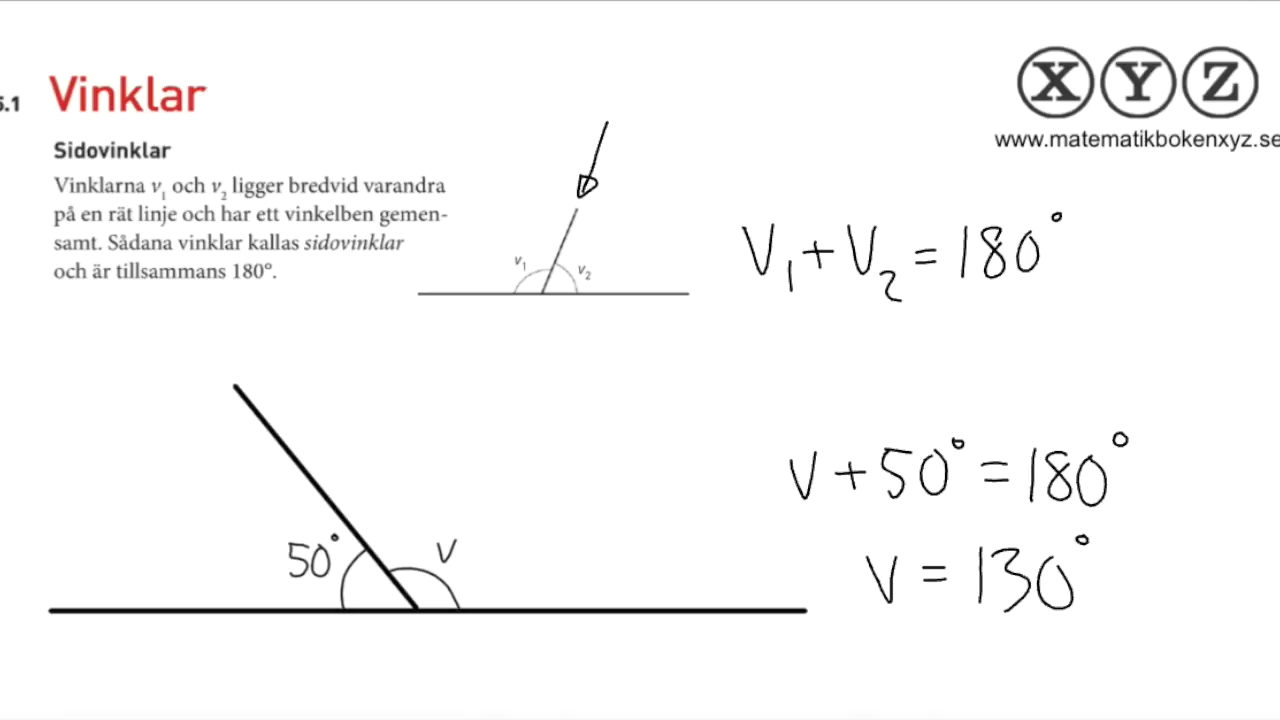 5.1 Vinklar
X Y Z
www.matematikbokenxyz.se
Sidovinklar
Vinklarna v₁ och v₂ ligger bredvid varandra
på en rät linje och har ett vinkelben gemen-
samt. Sådana vinklar kallas sidovinklar
och är tillsammans 180°.
v₁ v₂
V₁+V₂=180°
50° v
v+50°=180°
v=130°